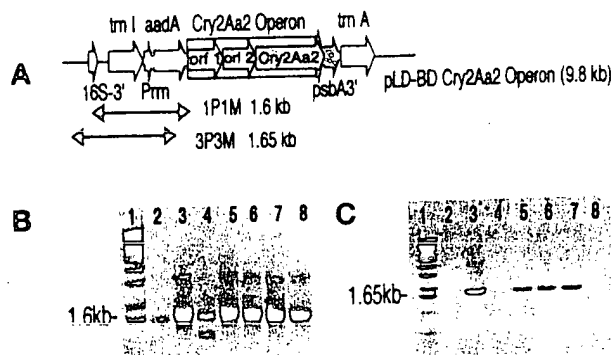 trn I aadA Cry2Aa2 Operon trn A
A
orf 1 orf 2 Cry2Aa2
16S-3' Prrn psbA3' pLD-BD Cry2Aa2 Operon (9.8 kb)
1P1M 1.6 kb
3P3M 1.65 kb
B 1 2 3 4 5 6 7 8
1.6kb-
C 1 2 3 4 5 6 7 8
1.65kb-